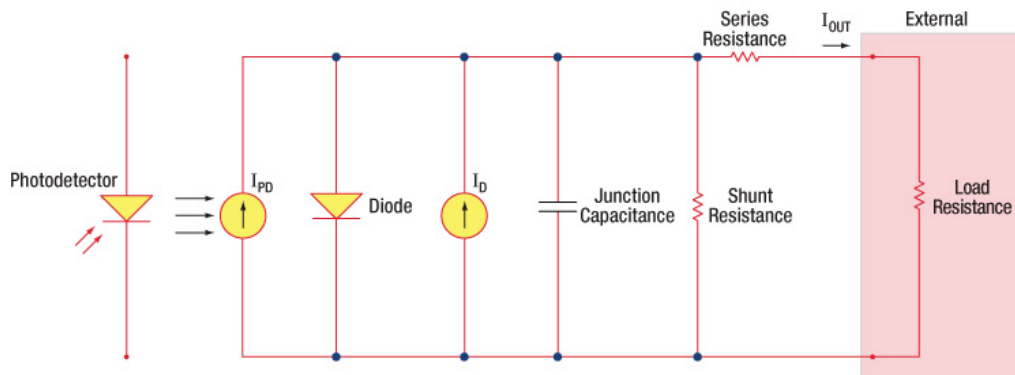 Series
Resistance
I_OUT
External
Photodetector
I_PD
Diode
I_D
Junction
Capacitance
Shunt
Resistance
Load
Resistance